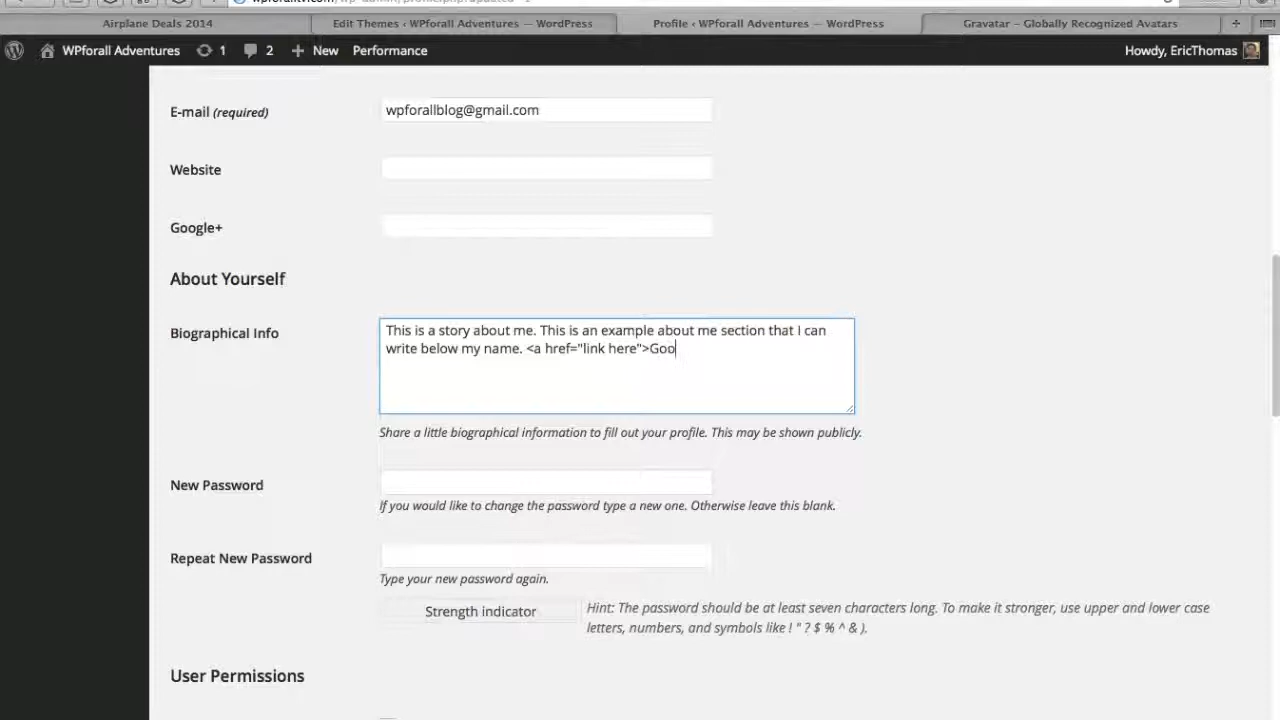 Airplane Deals 2014
Edit Themes ‹ WPforall Adventures — WordPress
Profile ‹ WPforall Adventures — WordPress
Gravatar – Globally Recognized Avatars
WPforall Adventures 1 2 New Performance Howdy, EricThomas
E-mail (required) wpforallblog@gmail.com
Website
Google+
About Yourself
Biographical Info
This is a story about me. This is an example about me section that I can
write below my name. <a href="link here">Goo
Share a little biographical information to fill out your profile. This may be shown publicly.
New Password
If you would like to change the password type a new one. Otherwise leave this blank.
Repeat New Password
Type your new password again.
Strength indicator
Hint: The password should be at least seven characters long. To make it stronger, use upper and lower case
letters, numbers, and symbols like ! " ? $ % ^ & ).
User Permissions